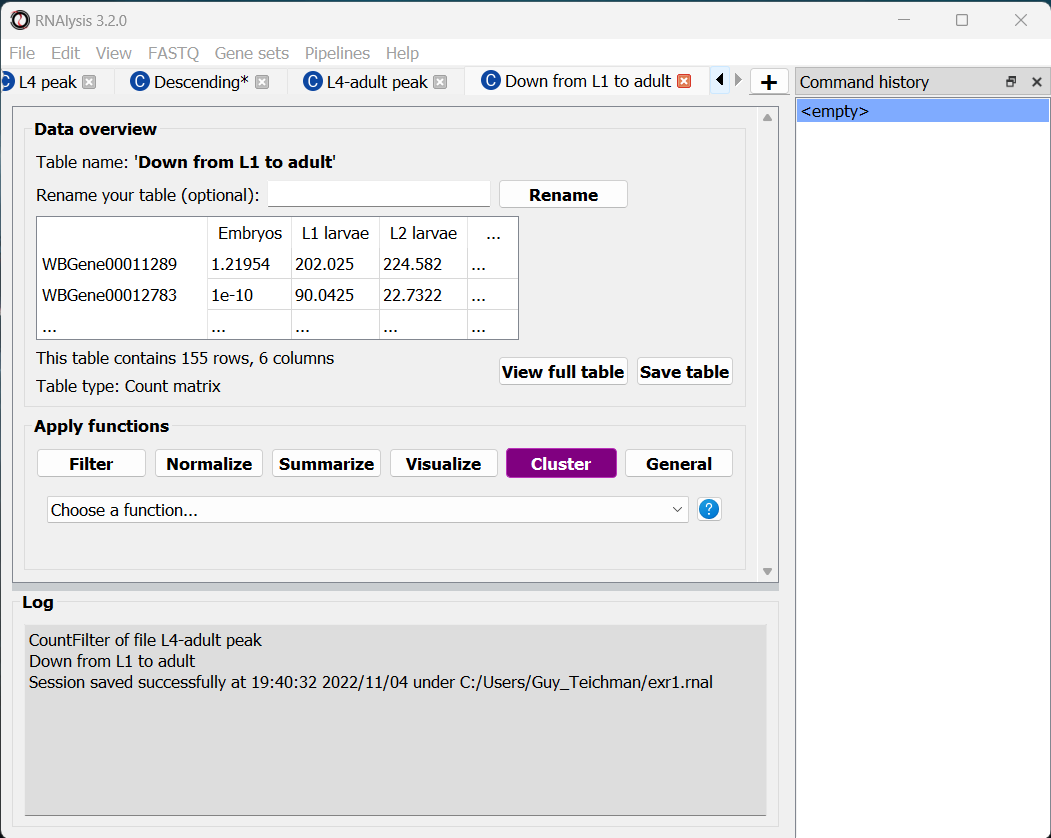 RNAlysis 3.2.0
File Edit View FASTQ Gene sets Pipelines Help
C L4 peak C Descending* C L4-adult peak C Down from L1 to adult +
Command history
<empty>
Data overview
Table name: 'Down from L1 to adult'
Rename your table (optional): Rename
Embryos L1 larvae L2 larvae ...
WBGene00011289 1.21954 202.025 224.582 ...
WBGene00012783 1e-10 90.0425 22.7322 ...
... ... ... ... ...
This table contains 155 rows, 6 columns
View full table Save table
Table type: Count matrix
Apply functions
Filter Normalize Summarize Visualize Cluster General
Choose a function... ?
Log
CountFilter of file L4-adult peak
Down from L1 to adult
Session saved successfully at 19:40:32 2022/11/04 under C:/Users/Guy_Teichman/exr1.rnal